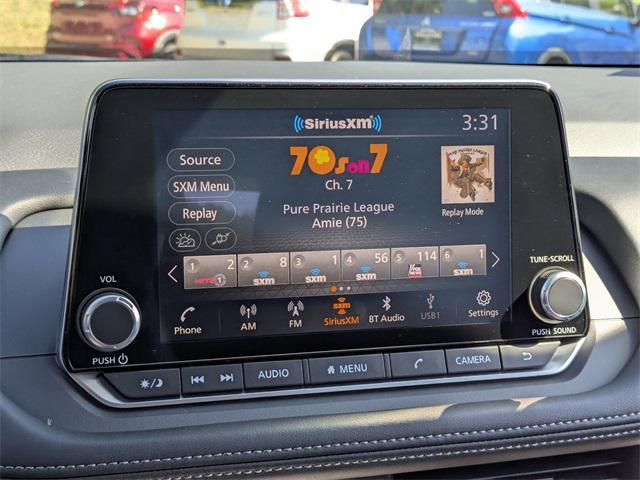 SiriusXM
3:31
Source
70s on 7
Ch. 7
SXM Menu
Replay
Pure Prairie League
Amie (75)
Replay Mode
1 2
2 8
3 1
4 56
5 114
6 1
sxm sxm sxm sxm
VOL
TUNE-SCROLL
Phone
AM
FM
SiriusXM
BT Audio
USB1
Settings
PUSH
PUSH SOUND
AUDIO
MENU
CAMERA